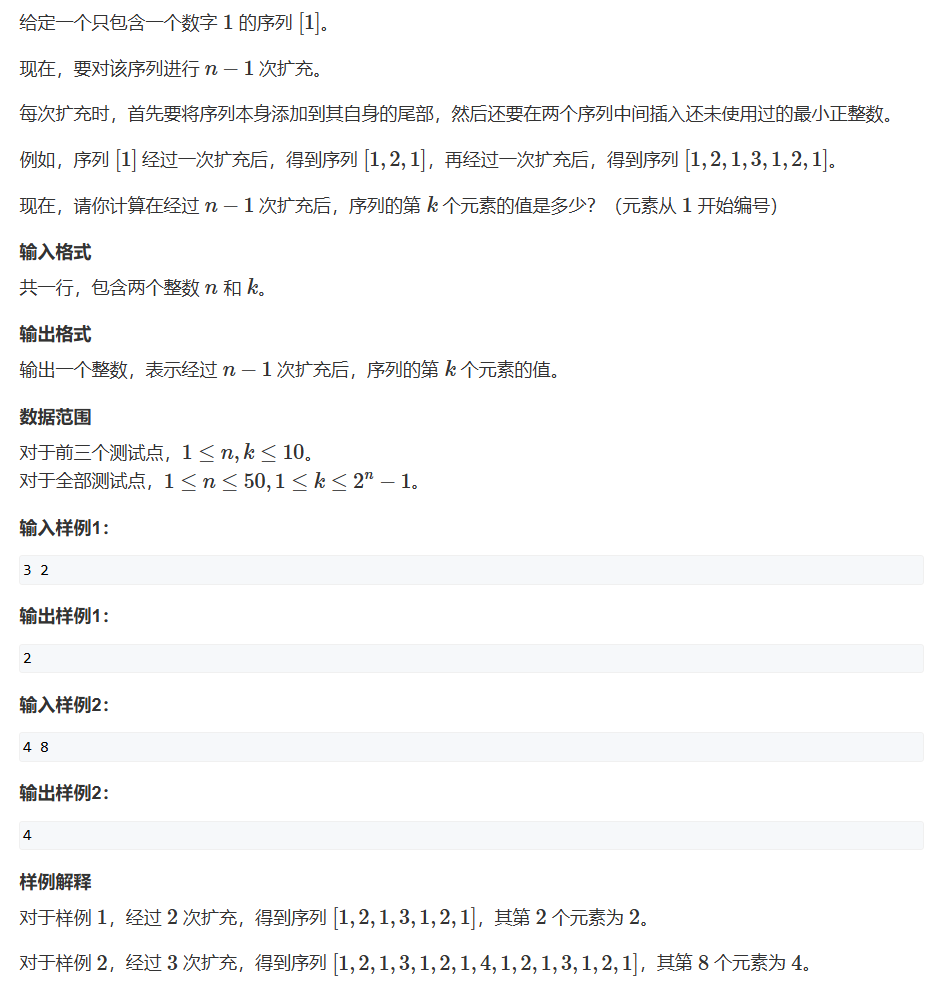 给定一个只包含一个数字 1 的序列 [1]。
现在，要对该序列进行 n − 1 次扩充。
每次扩充时，首先要将序列本身添加到其自身的尾部，然后还要在两个序列中间插入还未使用过的最小正整数。
例如，序列 [1] 经过一次扩充后，得到序列 [1, 2, 1]，再经过一次扩充后，得到序列 [1, 2, 1, 3, 1, 2, 1]。
现在，请你计算在经过 n − 1 次扩充后，序列的第 k 个元素的值是多少？（元素从 1 开始编号）
输入格式
共一行，包含两个整数 n 和 k。
输出格式
输出一个整数，表示经过 n − 1 次扩充后，序列的第 k 个元素的值。
数据范围
对于前三个测试点，1 ≤ n, k ≤ 10。
对于全部测试点，1 ≤ n ≤ 50, 1 ≤ k ≤ 2ⁿ − 1。
输入样例1：
3 2
输出样例1：
2
输入样例2：
4 8
输出样例2：
4
样例解释
对于样例 1，经过 2 次扩充，得到序列 [1, 2, 1, 3, 1, 2, 1]，其第 2 个元素为 2。
对于样例 2，经过 3 次扩充，得到序列 [1, 2, 1, 3, 1, 2, 1, 4, 1, 2, 1, 3, 1, 2, 1]，其第 8 个元素为 4。